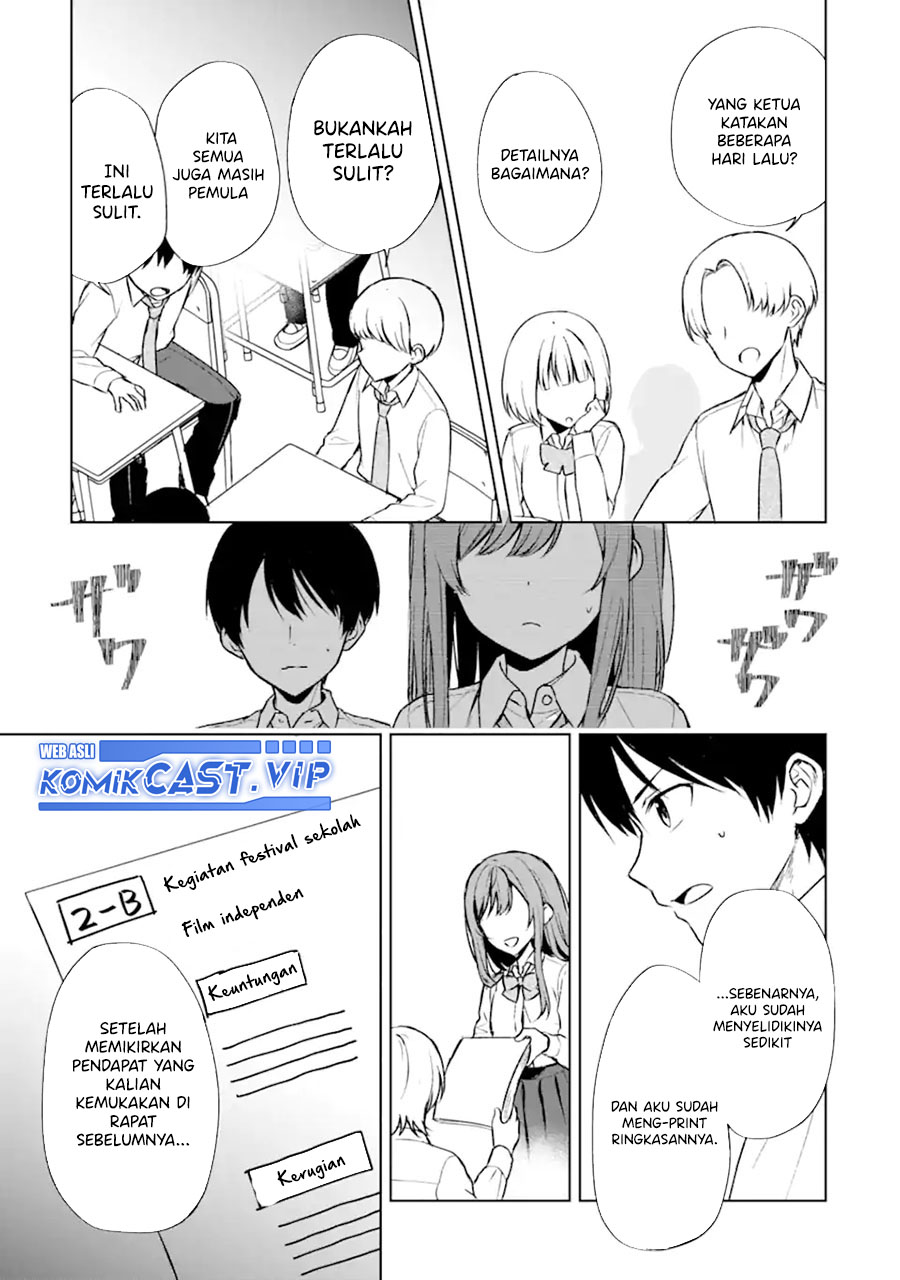 YANG KETUA
KATAKAN
BEBERAPA
HARI LALU?
DETAILNYA
BAGAIMANA?
BUKANKAH
TERLALU
SULIT?
KITA
SEMUA
JUGA MASIH
PEMULA
INI
TERLALU
SULIT.
ザワ
ザワ
ザワ
...SEBENARNYA,
AKU SUDAH
MENYELIDIKINYA
SEDIKIT
DAN AKU SUDAH
MENG-PRINT
RINGKASANNYA.
WEB ASLI
KOMIKCAST.VIP
2-B
Kegiatan festival sekolah
Film independen
Keuntungan
SETELAH
MEMIKIRKAN
PENDAPAT YANG
KALIAN
KEMUKAKAN DI
RAPAT
SEBELUMNYA...
Kerugian